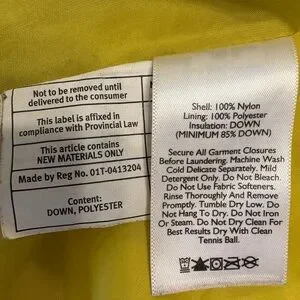 Not to be removed until
delivered to the consumer
This label is affixed in
compliance with Provincial Law
This article contains
NEW MATERIALS ONLY
Made by Reg No. 01T-0413204
Content:
DOWN, POLYESTER
Shell: 100% Nylon
Lining: 100% Polyester
Insulation: DOWN
(MINIMUM 85% DOWN)
Secure All Garment Closures
Before Laundering. Machine Wash
Cold Delicate Separately. Mild
Detergent Only. Do Not Bleach.
Do Not Use Fabric Softeners.
Rinse Thoroughly And Remove
Promptly. Tumble Dry Low. Do
Not Hang To Dry. Do Not Iron
Or Steam. Do Not Dry Clean For
Best Results Dry With Clean
Tennis Ball.